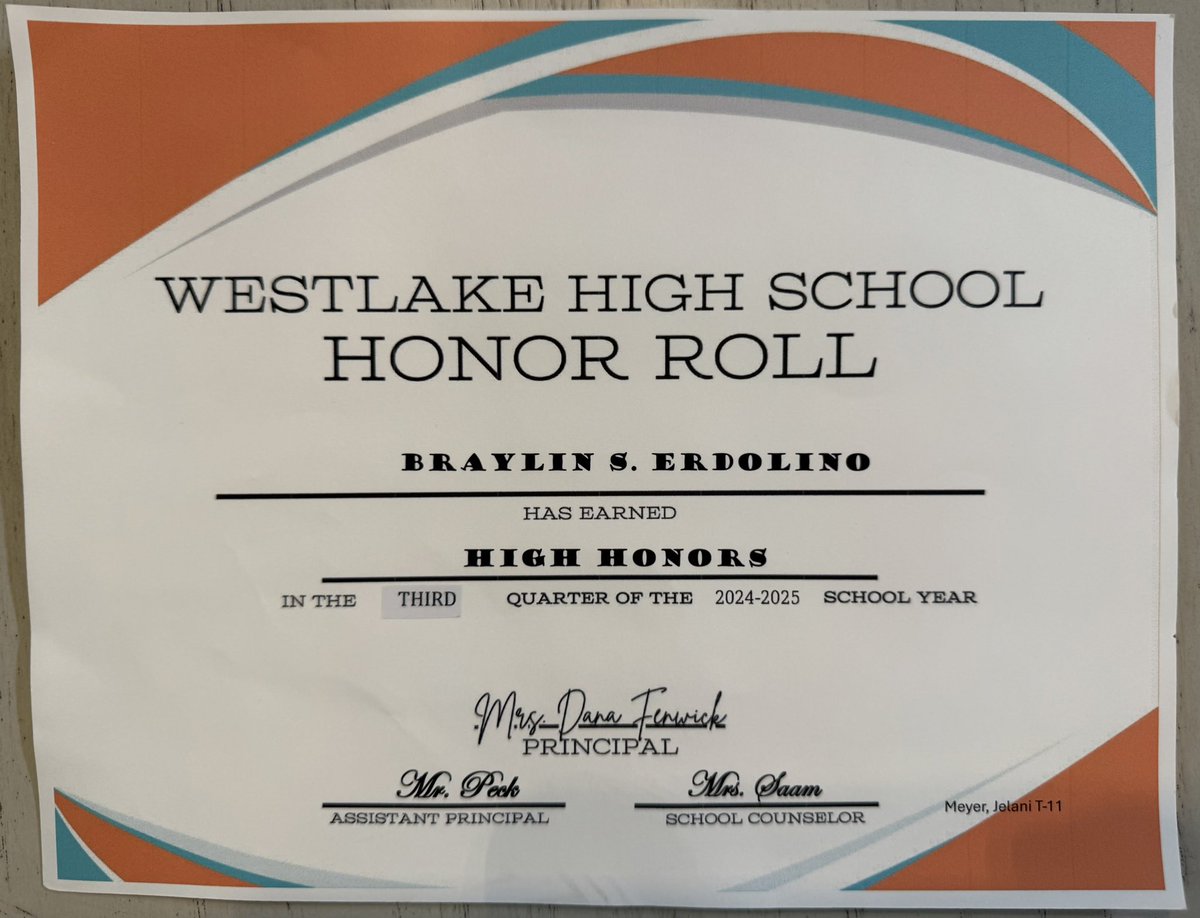 WESTLAKE HIGH SCHOOL
HONOR ROLL
BRAYLIN S. ERDOLINO
HAS EARNED
HIGH HONORS
IN THE THIRD QUARTER OF THE 2024-2025 SCHOOL YEAR
Mrs. Dana Fenwick
PRINCIPAL
Mr. Peck Mrs. Saam
ASSISTANT PRINCIPAL SCHOOL COUNSELOR
Meyer, Jelani T-11